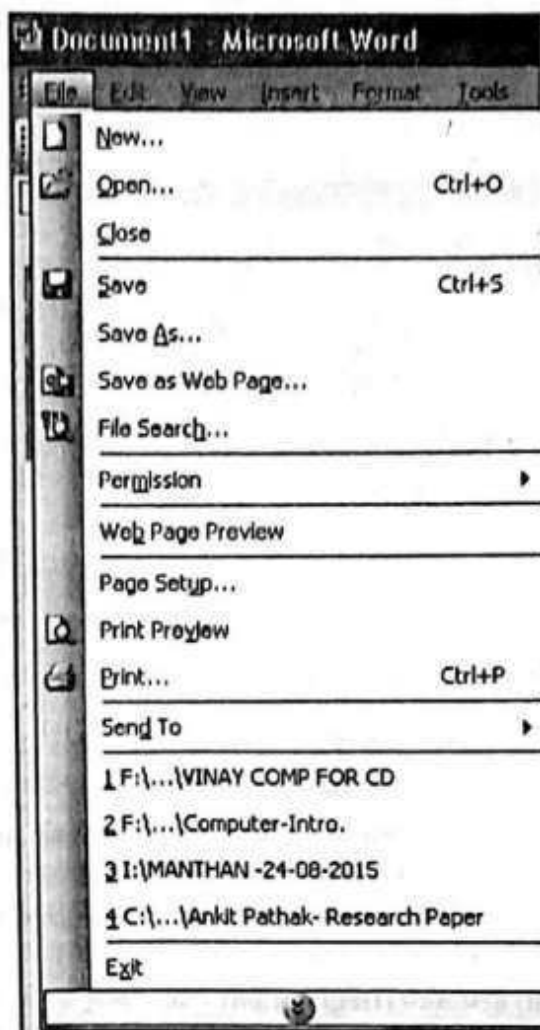 Document1 - Microsoft Word
File Edit View Insert Format Tools
New...
Open... Ctrl+O
Close
Save Ctrl+S
Save As...
Save as Web Page...
File Search...
Permission
Web Page Preview
Page Setup...
Print Preview
Print... Ctrl+P
Send To
1 F:\...\VINAY COMP FOR CD
2 F:\...\Computer-Intro.
3 I:\MANTHAN -24-08-2015
4 C:\...\Ankit Pathak- Research Paper
Exit